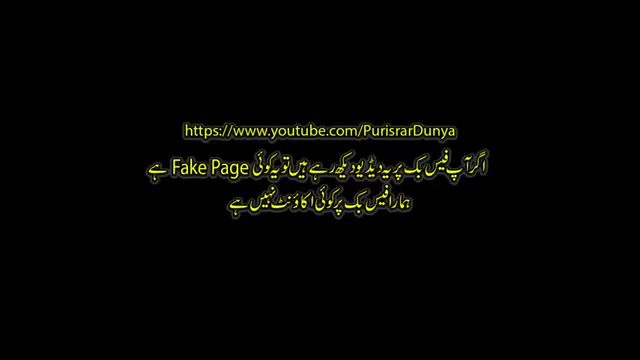 https://www.youtube.com/PurisrarDunya
اگر آپ فیس بک پر یہ ویڈیو دیکھ رہے ہیں تو یہ کوئی Fake Page ہے
ہمارا فیس بک پر کوئی اکاؤنٹ نہیں ہے